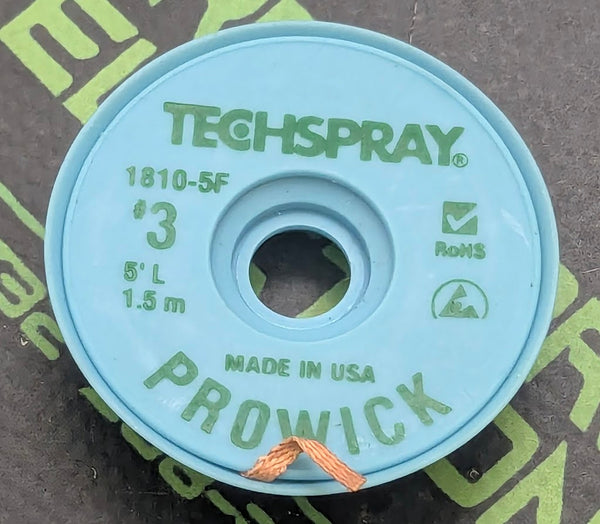 TECHSPRAY®
1810-5F
#3
5' L
1.5 m
RoHS
MADE IN USA
PROWICK